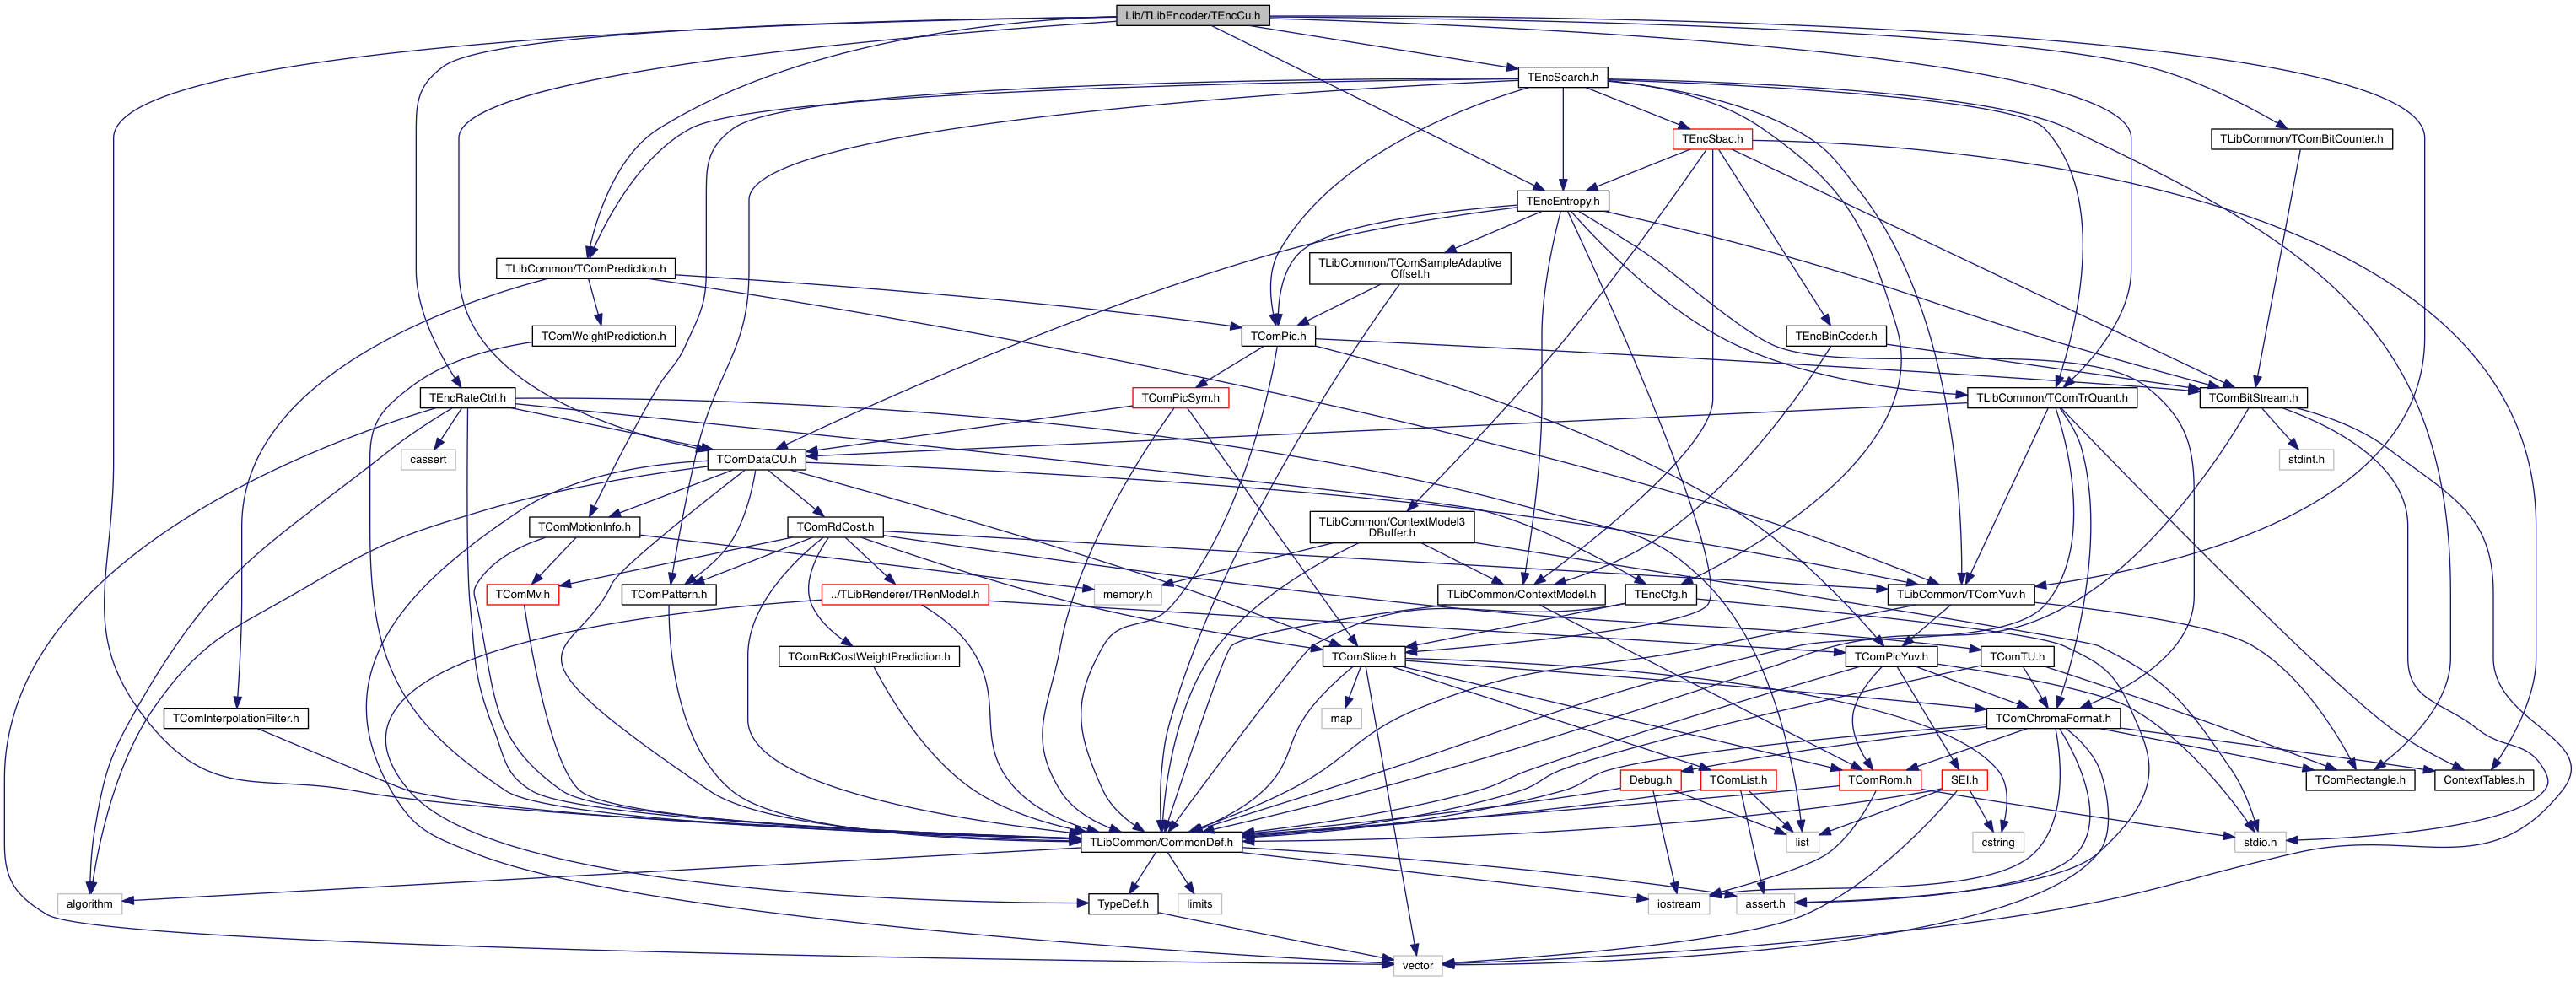 Lib/TLibEncoder/TEncCu.h
TEncSearch.h
TEncSbac.h
TLibCommon/TComBitCounter.h
TEncEntropy.h
TLibCommon/TComPrediction.h
TLibCommon/TComSampleAdaptive
Offset.h
TComWeightPrediction.h
TComPic.h
TEncBinCoder.h
TEncRateCtrl.h
TComPicSym.h
TLibCommon/TComTrQuant.h
TComBitStream.h
cassert
TComDataCU.h
stdint.h
TComMotionInfo.h
TComRdCost.h
TLibCommon/ContextModel3
DBuffer.h
TComMv.h
TComPattern.h
../TLibRenderer/TRenModel.h
memory.h
TLibCommon/ContextModel.h
TEncCfg.h
TLibCommon/TComYuv.h
TComRdCostWeightPrediction.h
TComSlice.h
TComPicYuv.h
TComTU.h
TComInterpolationFilter.h
map
TComChromaFormat.h
Debug.h
TComList.h
TComRom.h
SEI.h
TComRectangle.h
ContextTables.h
TLibCommon/CommonDef.h
list
cstring
stdio.h
algorithm
TypeDef.h
limits
iostream
assert.h
vector